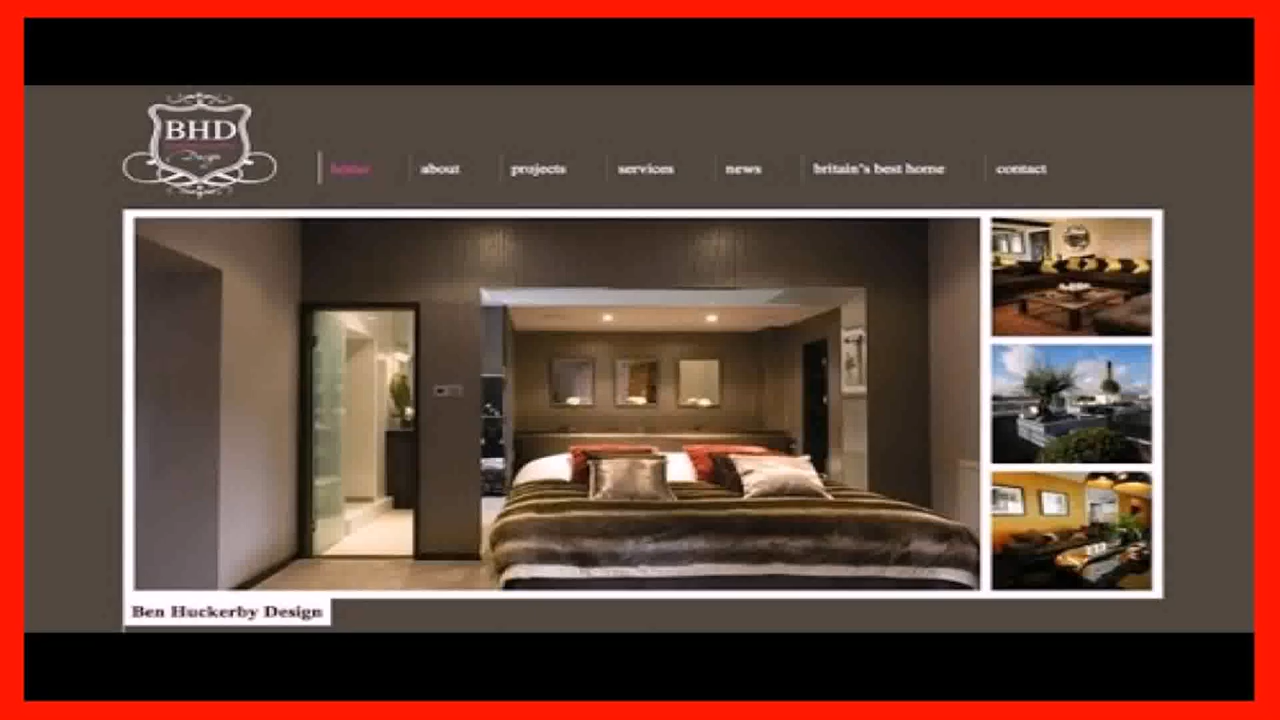 BHD
Design
home
about
projects
services
news
britain's best home
contact
Ben Huckerby Design